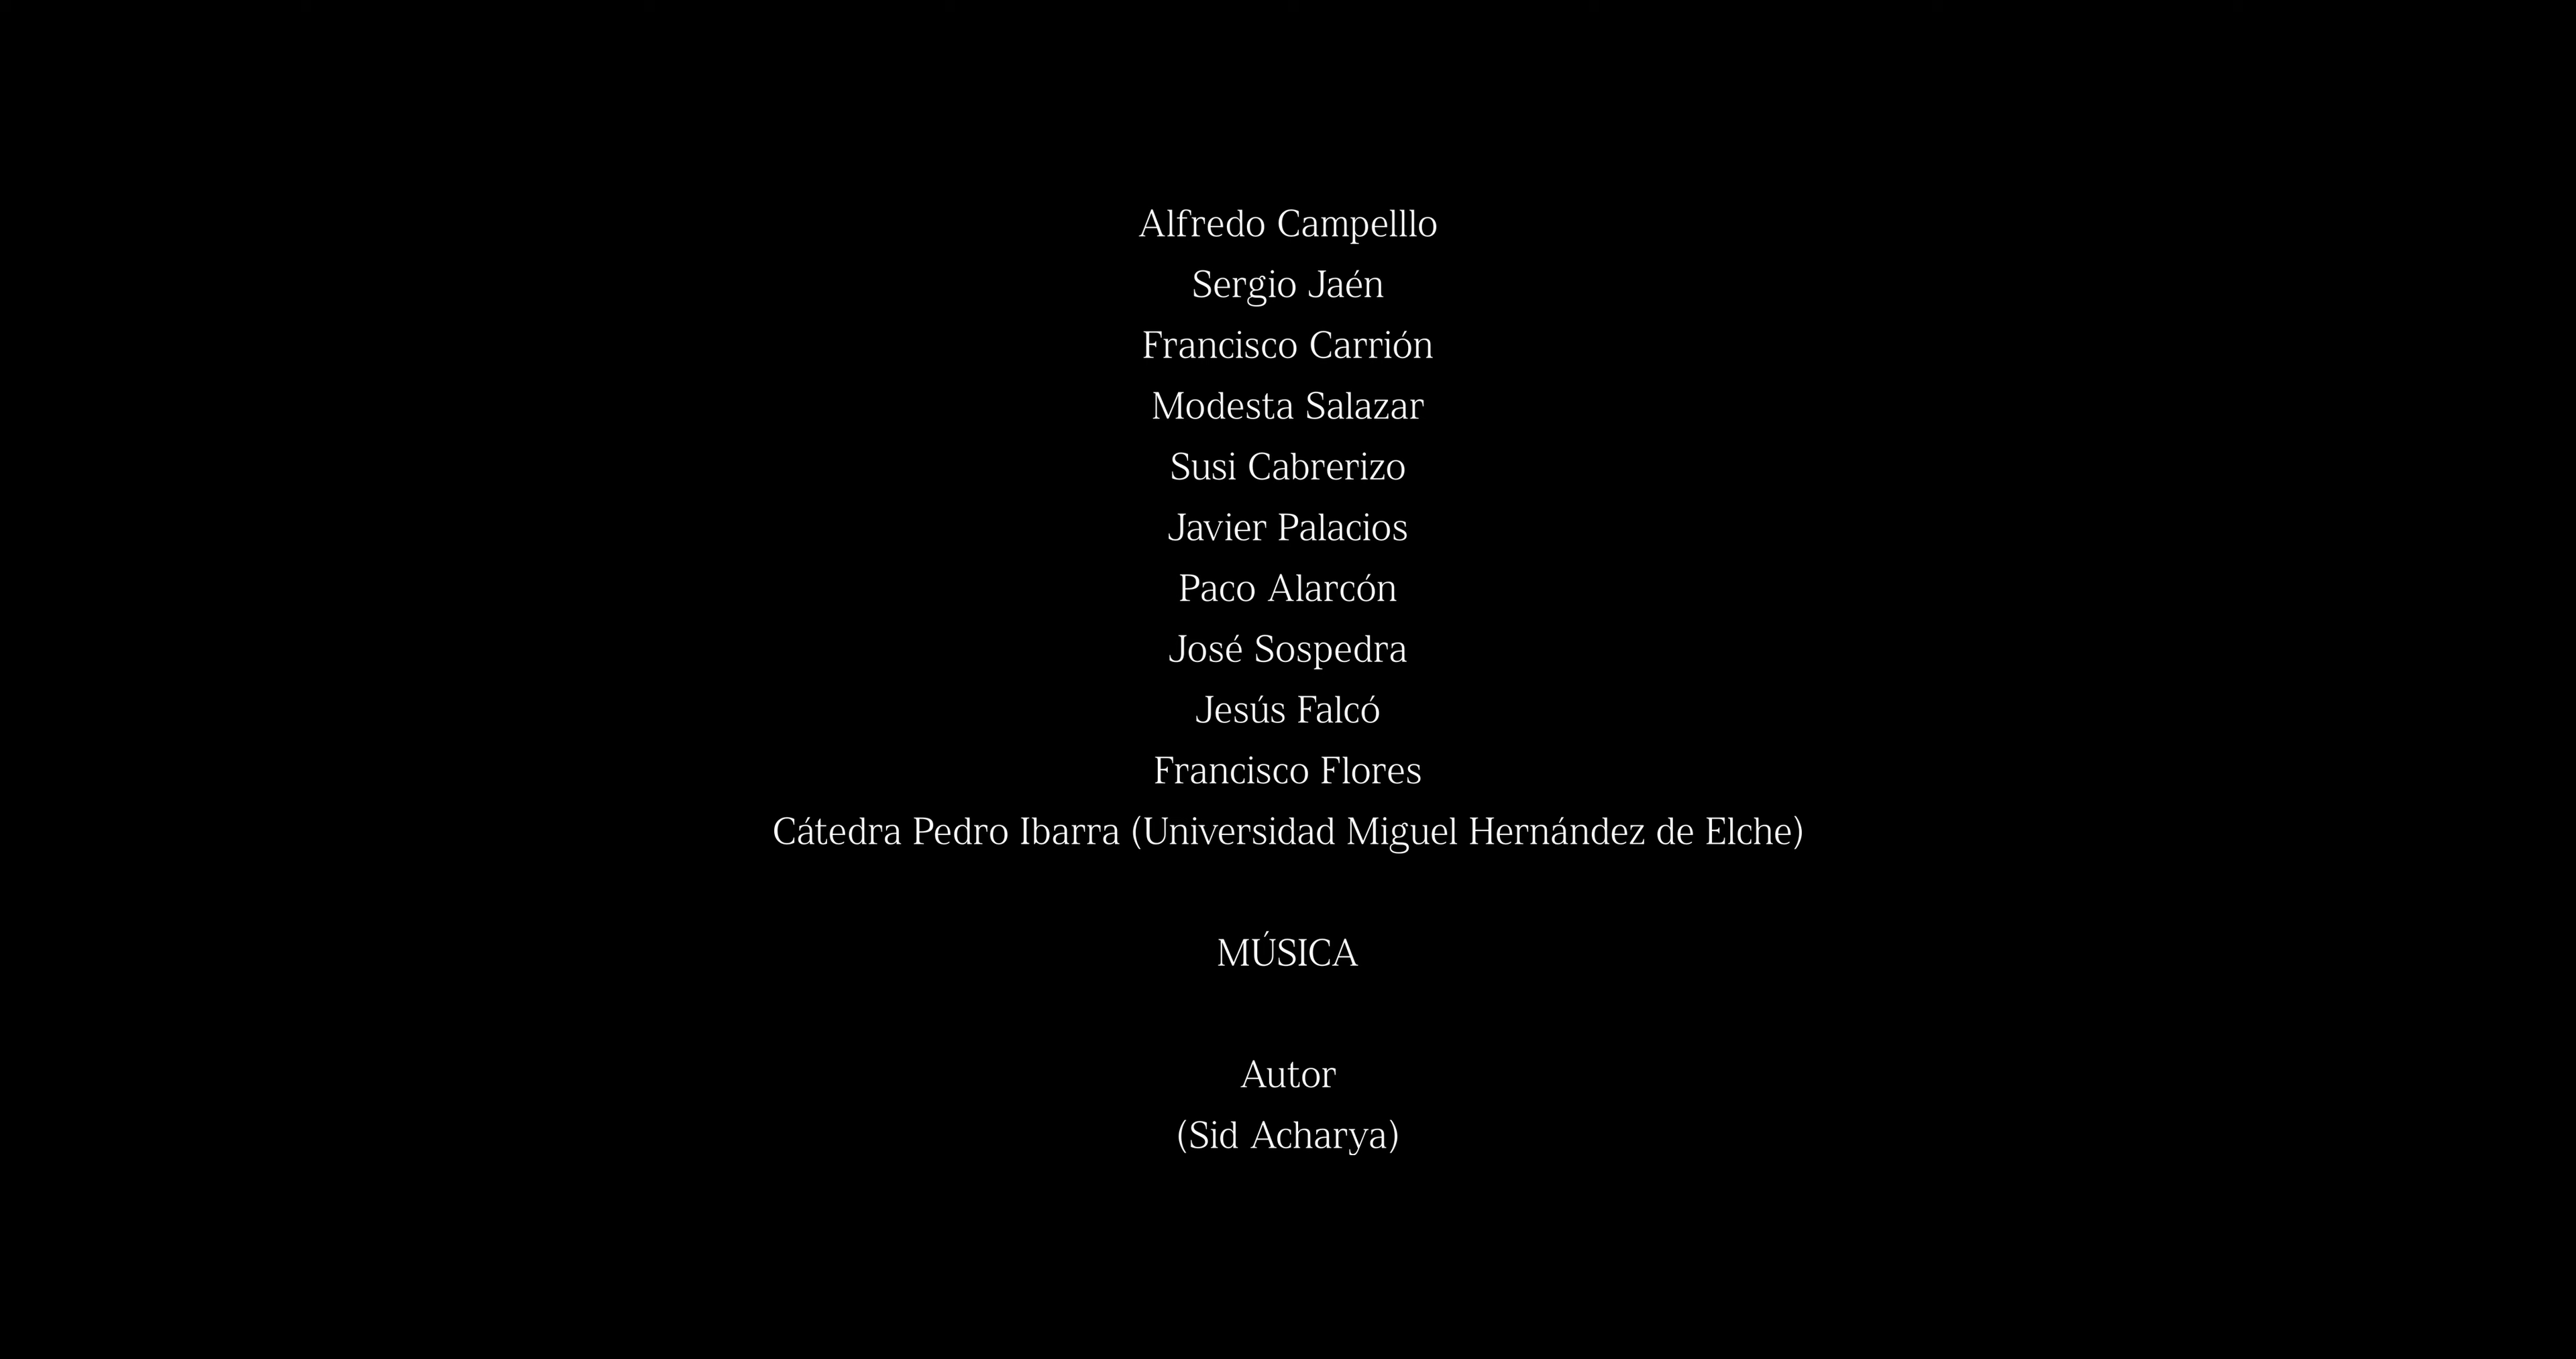 Alfredo Campelllo
Sergio Jaén
Francisco Carrión
Modesta Salazar
Susi Cabrerizo
Javier Palacios
Paco Alarcón
José Sospedra
Jesús Falcó
Francisco Flores
Cátedra Pedro Ibarra (Universidad Miguel Hernández de Elche)
MÚSICA
Autor
(Sid Acharya)